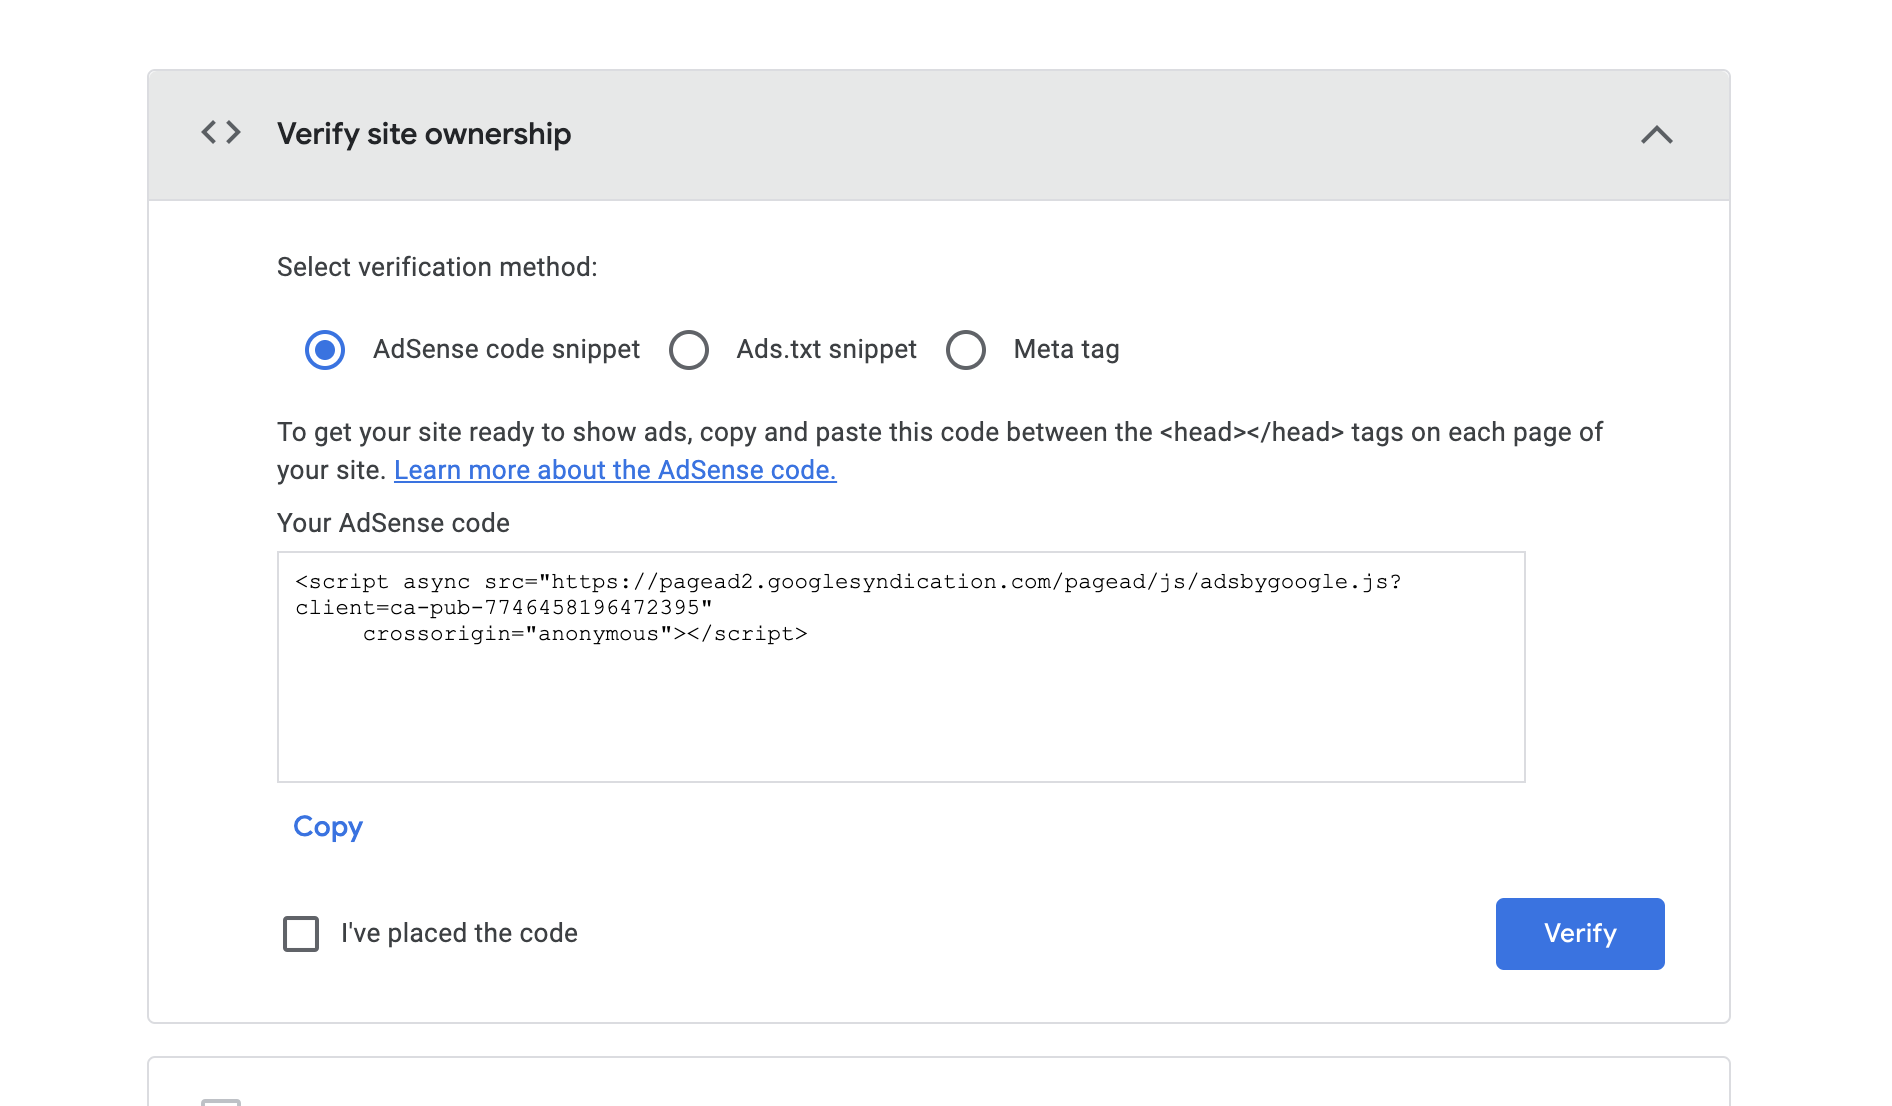 Verify site ownership
Select verification method:
AdSense code snippet Ads.txt snippet Meta tag
To get your site ready to show ads, copy and paste this code between the <head></head> tags on each page of
your site. Learn more about the AdSense code.
Your AdSense code
<script async src="https://pagead2.googlesyndication.com/pagead/js/adsbygoogle.js?
client=ca-pub-7746458196472395"
     crossorigin="anonymous"></script>
Copy
I've placed the code
Verify